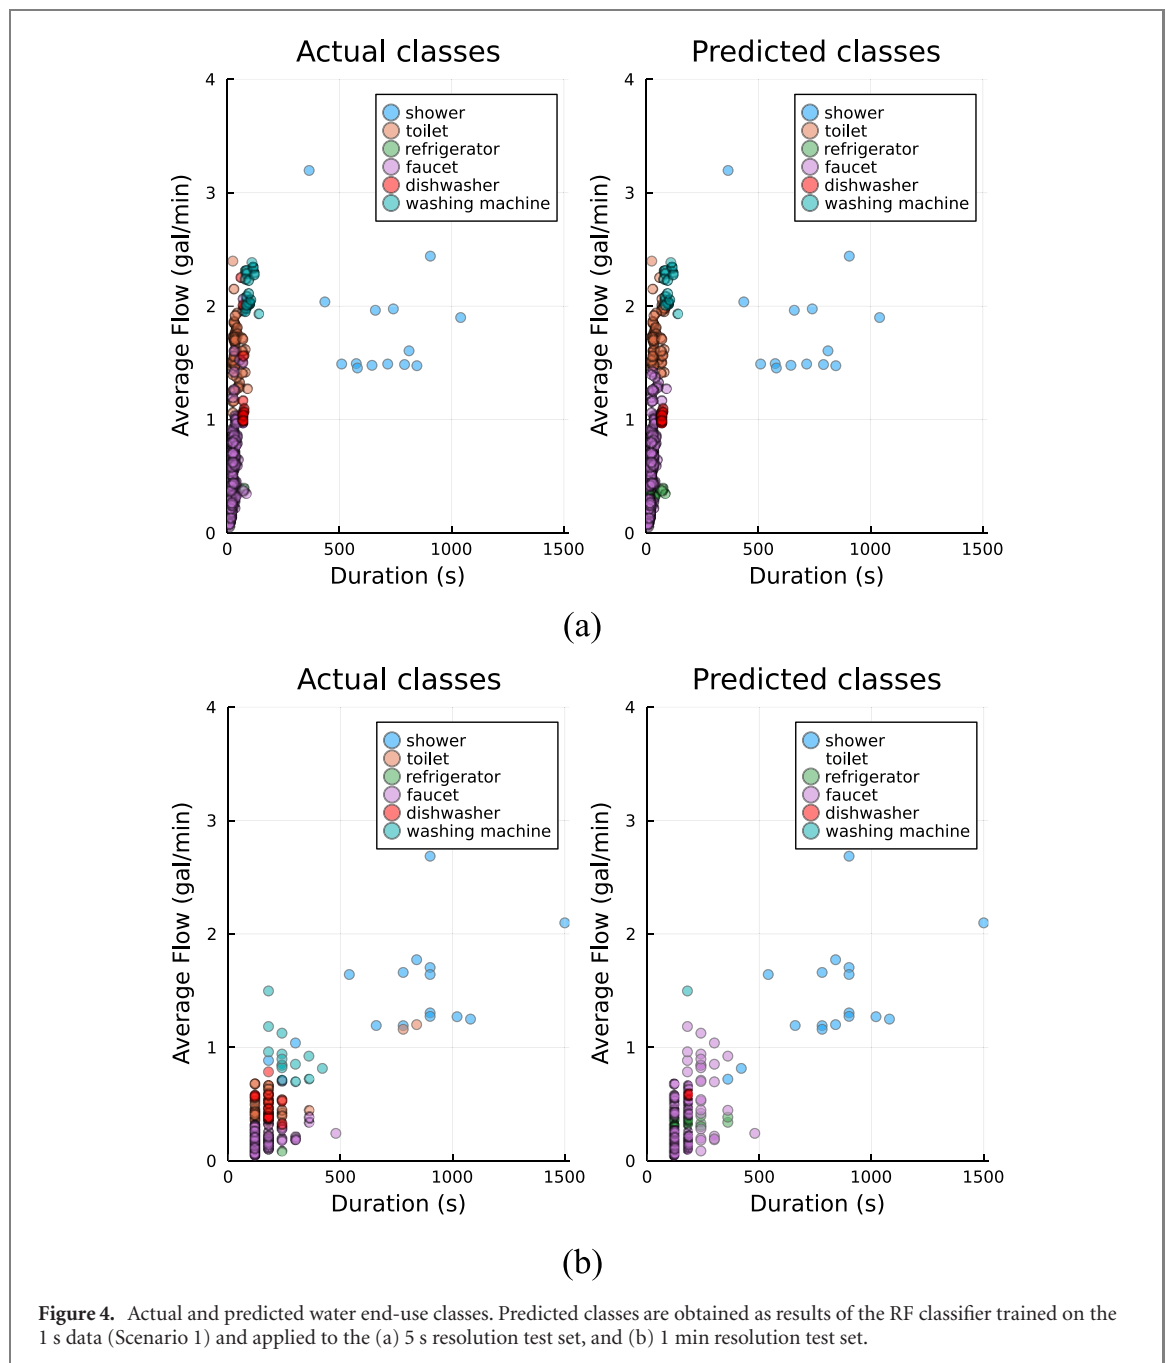 Actual classes
Average Flow (gal/min)
4
3
2
1
0
0 500 1000 1500
Duration (s)
shower
toilet
refrigerator
faucet
dishwasher
washing machine
Predicted classes
Average Flow (gal/min)
4
3
2
1
0
0 500 1000 1500
Duration (s)
shower
toilet
refrigerator
faucet
dishwasher
washing machine
(a)
Actual classes
Average Flow (gal/min)
4
3
2
1
0
0 500 1000 1500
Duration (s)
shower
toilet
refrigerator
faucet
dishwasher
washing machine
Predicted classes
Average Flow (gal/min)
4
3
2
1
0
0 500 1000 1500
Duration (s)
shower
toilet
refrigerator
faucet
dishwasher
washing machine
(b)
Figure 4. Actual and predicted water end-use classes. Predicted classes are obtained as results of the RF classifier trained on the
1 s data (Scenario 1) and applied to the (a) 5 s resolution test set, and (b) 1 min resolution test set.